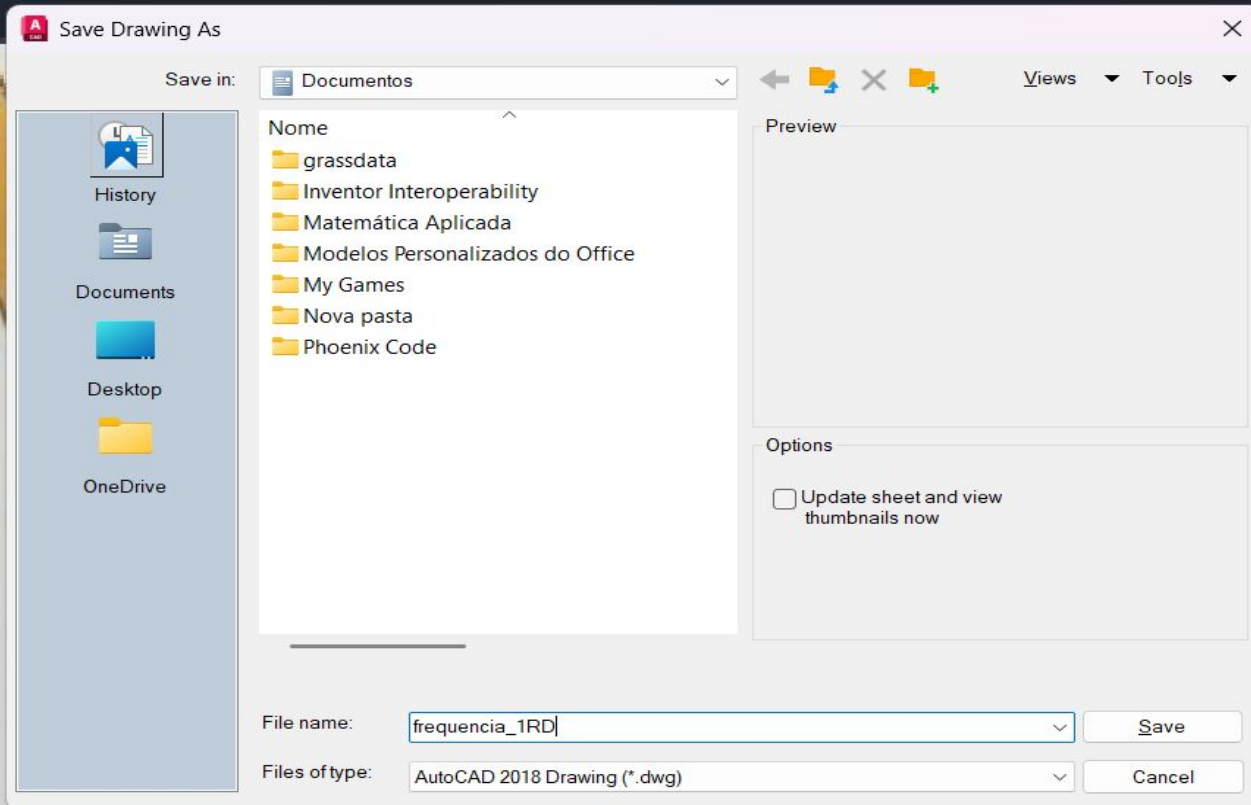 A
CAD
Save Drawing As
Save in:
Documentos
Views
Tools
History
Documents
Desktop
OneDrive
Nome
grassdata
Inventor Interoperability
Matemática Aplicada
Modelos Personalizados do Office
My Games
Nova pasta
Phoenix Code
Preview
Options
Update sheet and view
thumbnails now
File name:
frequencia_1RD
Save
Files of type:
AutoCAD 2018 Drawing (*.dwg)
Cancel